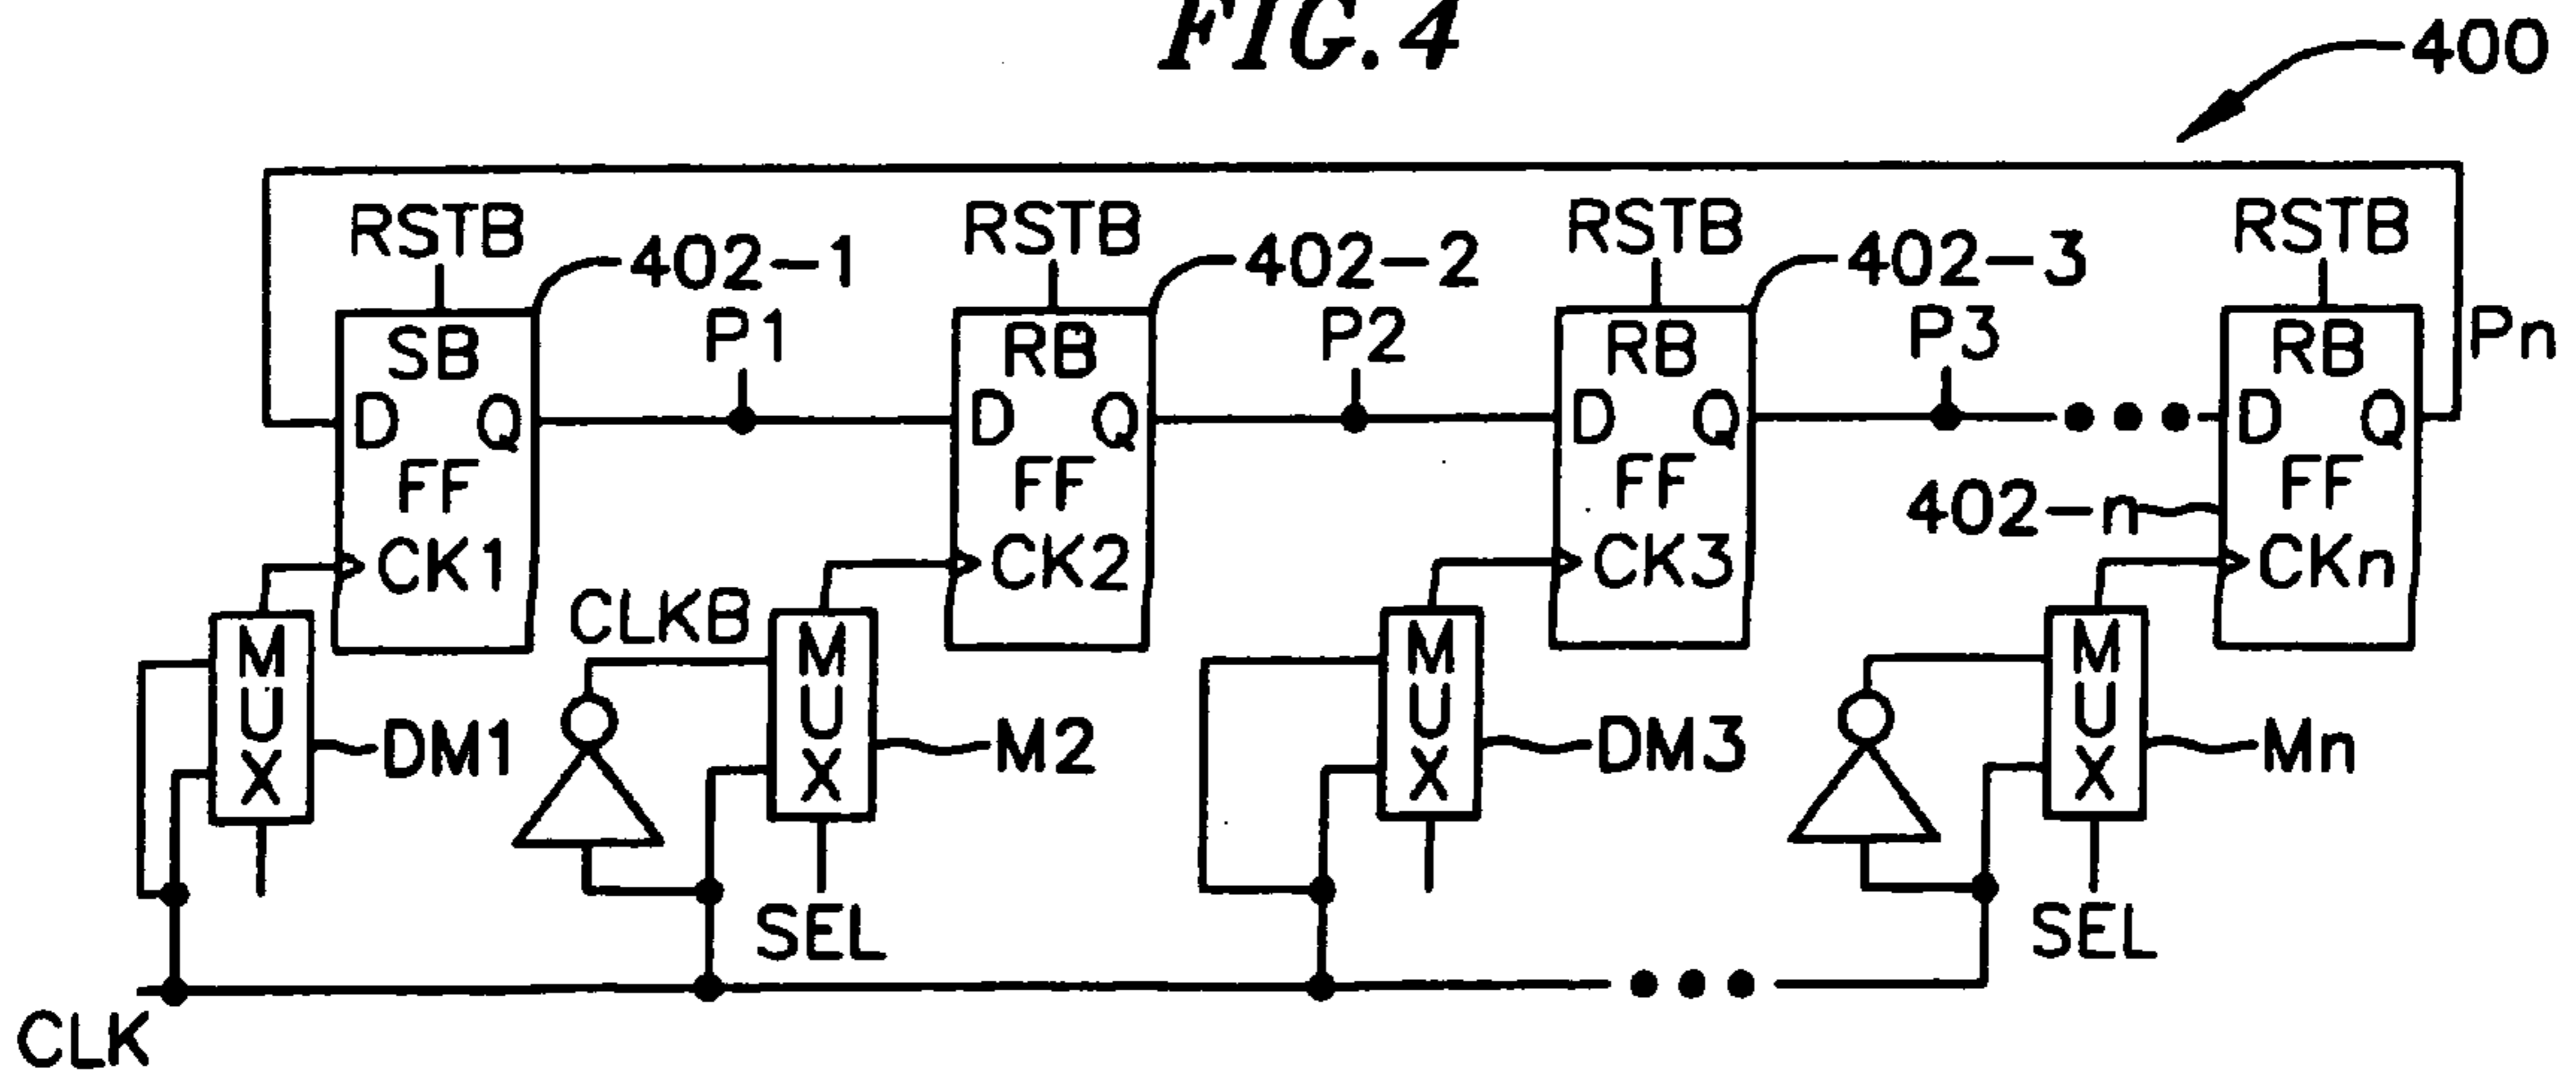 FIG. 4
400
RSTB
RSTB
RSTB
RSTB
402-1
402-2
402-3
P1
P2
P3
Pn
SB
RB
RB
RB
D Q
D Q
D Q
D Q
FF
FF
FF
FF
402-n
CK1
CK2
CK3
CKn
CLKB
MUX
MUX
MUX
MUX
DM1
M2
DM3
Mn
SEL
SEL
CLK